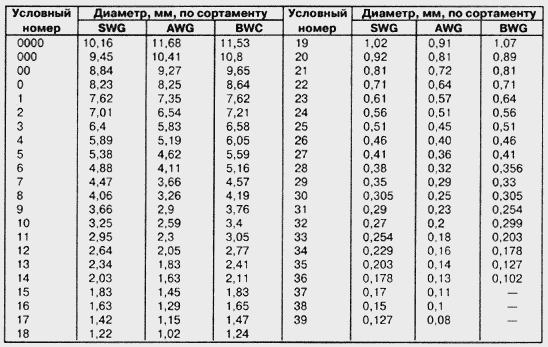 Условный номер Диаметр, мм, по сортаменту Условный номер Диаметр, мм, по сортаменту
SWG AWG BWC SWG AWG BWG
0000 10,16 11,68 11,53 19 1,02 0,91 1,07
000 9,45 10,41 10,8 20 0,92 0,81 0,89
00 8,84 9,27 9,65 21 0,81 0,72 0,81
0 8,23 8,25 8,64 22 0,71 0,64 0,71
1 7,62 7,35 7,62 23 0,61 0,57 0,64
2 7,01 6,54 7,21 24 0,56 0,51 0,56
3 6,4 5,83 6,58 25 0,51 0,45 0,51
4 5,89 5,19 6,05 26 0,46 0,40 0,46
5 5,38 4,62 5,59 27 0,41 0,36 0,41
6 4,88 4,11 5,16 28 0,38 0,32 0,356
7 4,47 3,66 4,57 29 0,35 0,29 0,33
8 4,06 3,26 4,19 30 0,305 0,25 0,305
9 3,66 2,9 3,76 31 0,29 0,23 0,254
10 3,25 2,59 3,4 32 0,27 0,2 0,299
11 2,95 2,3 3,05 33 0,254 0,18 0,203
12 2,64 2,05 2,77 34 0,229 0,16 0,178
13 2,34 1,83 2,41 35 0,203 0,14 0,127
14 2,03 1,63 2,11 36 0,178 0,13 0,102
15 1,83 1,45 1,83 37 0,17 0,11 —
16 1,63 1,29 1,65 38 0,15 0,1 —
17 1,42 1,15 1,47 39 0,127 0,08 —
18 1,22 1,02 1,24